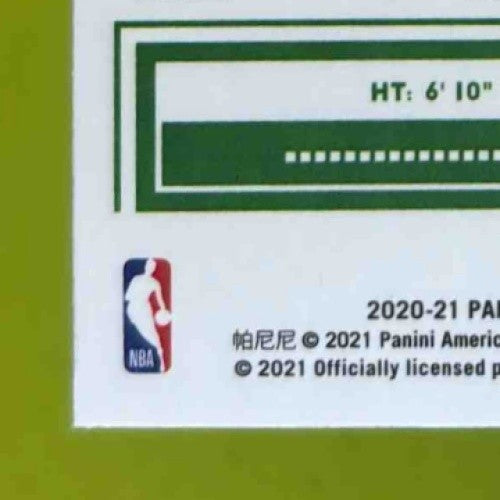 HT: 6' 10"
NBA
2020-21 PA
帕尼尼 © 2021 Panini Americ
© 2021 Officially licensed p